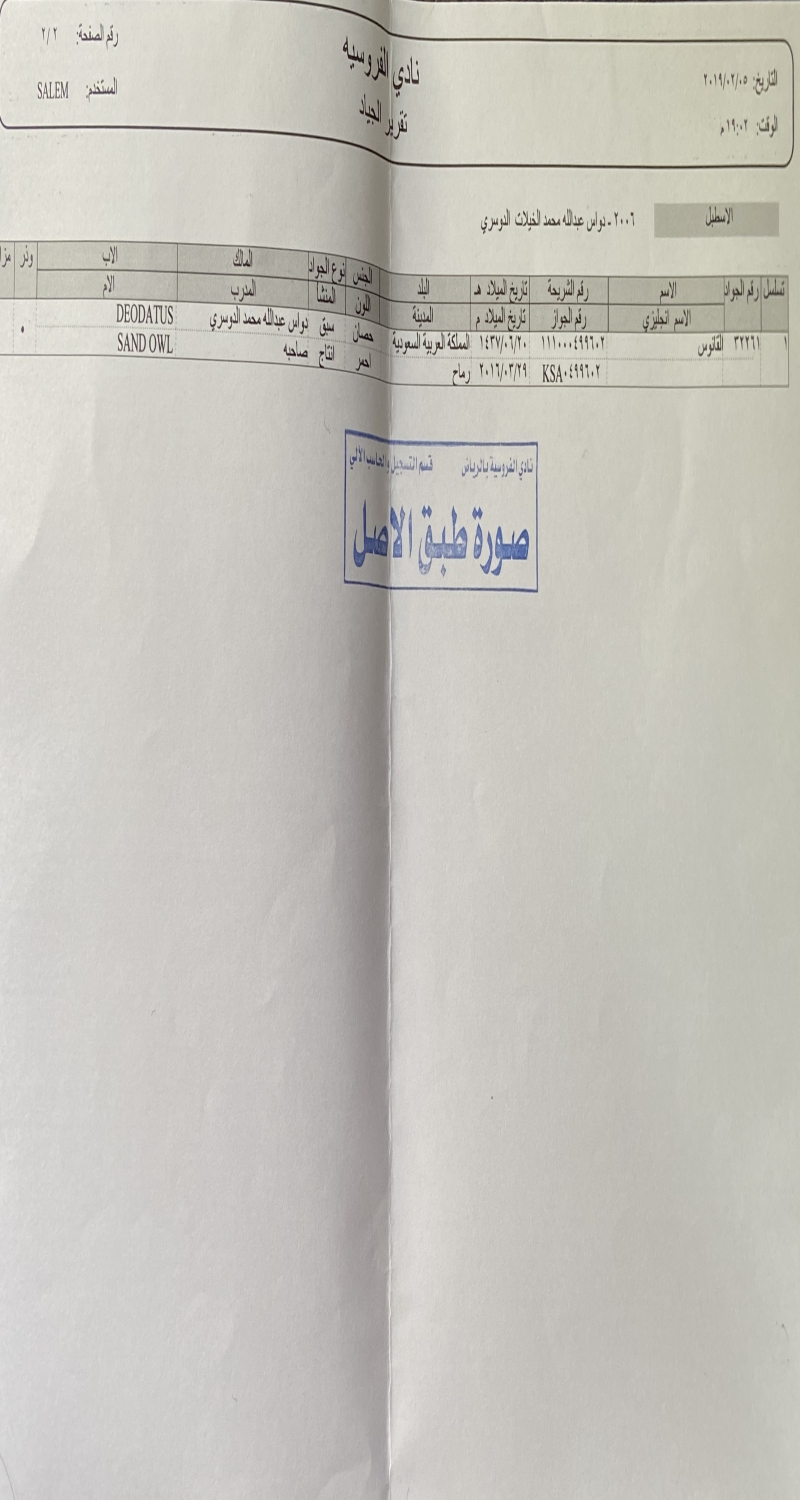 التاريخ: ٢٠١٩/٠٢/٠٥ نادي الفروسيه رقم الصفحة: ٢/٢
الوقت: ١٩:٠٢م تقرير الجياد المستخدم: SALEM
الاسطبل ٢٠٠٦ - دواس عبدالله محمد الخيلات الدوسري
تسلسل رقم الجواد الاسم رقم الشريحة تاريخ الميلاد هـ البلد الجنس نوع الجواد المالك الاب وذر
الاسم انجليزي رقم الجواز تاريخ الميلاد م المدينة اللون المنشأ المدرب الام
١ ٣٢٢٦١ القانوس ١١١٠٠٠٤٩٩٦٠٢ ١٤٣٧/٠٦/٢٠ المملكة العربية السعودية حصان سبق دواس عبدالله محمد الدوسري DEODATUS ٠
KSA٠٤٩٩٦٠٢ ٢٠١٦/٠٣/٢٩ رماح احمر انتاج صاحبه SAND OWL
نادي الفروسية بالرياض قسم التسجيل والحاسب الآلي
صورة طبق الاصل